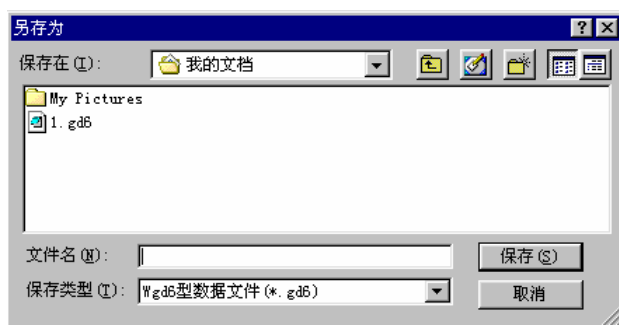 另存为
保存在(I): 我的文档
My Pictures
1.gd6
文件名(N):
保存(S)
保存类型(T): Wgd6型数据文件(*.gd6)
取消